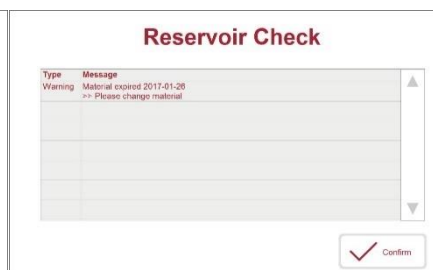 Reservoir Check
Type Message
Warning Material expired 2017-01-26
>> Please change material
Confirm